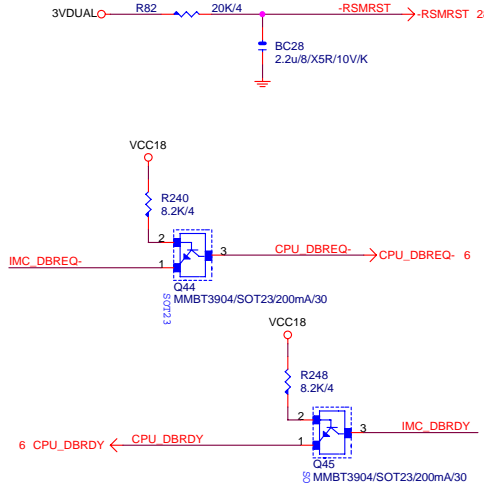 3VDUAL R82 20K/4 -RSMRST -RSMRST 2
BC28
2.2u/8/X5R/10V/K
VCC18
R240
8.2K/4
2
3 CPU_DBREQ- CPU_DBREQ- 6
IMC_DBREQ- 1
Q44
MMBT3904/SOT23/200mA/30
SOT23
VCC18
R248
8.2K/4
2
3 IMC_DBRDY
6 CPU_DBRDY CPU_DBRDY 1
Q45
SO MMBT3904/SOT23/200mA/30